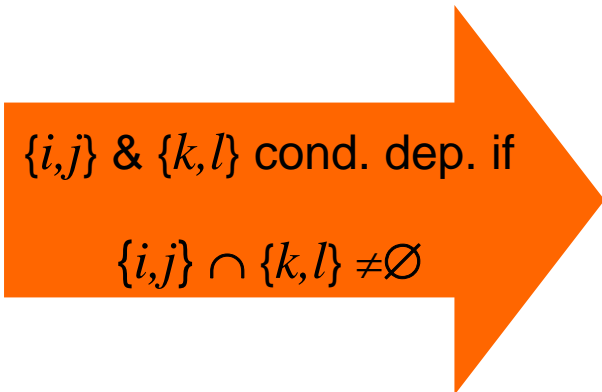 {i,j} & {k,l} cond. dep. if
{i,j} ∩ {k,l} ≠∅